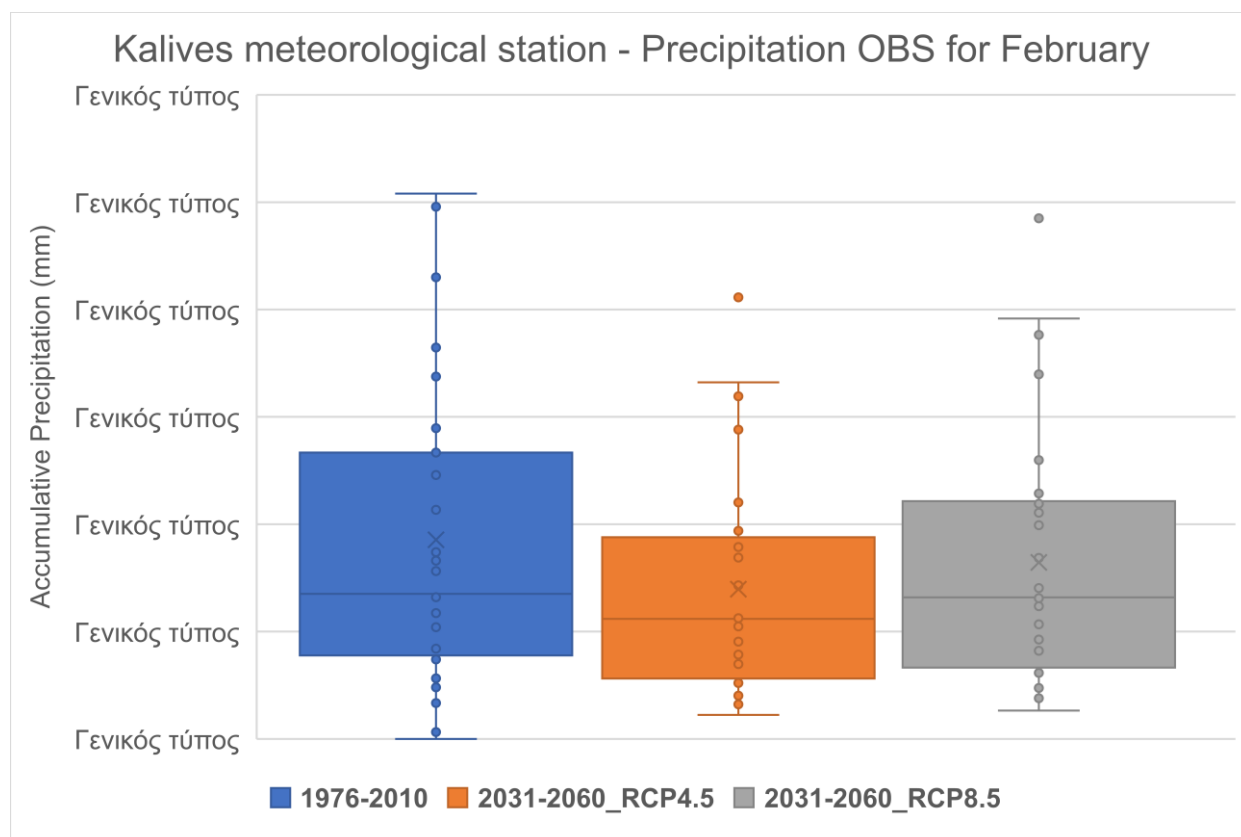 Kalives meteorological station - Precipitation OBS for February
Γενικός τύπος
Γενικός τύπος
Γενικός τύπος
Γενικός τύπος
Γενικός τύπος
Γενικός τύπος
Γενικός τύπος
Accumulative Precipitation (mm)
1976-2010
2031-2060_RCP4.5
2031-2060_RCP8.5